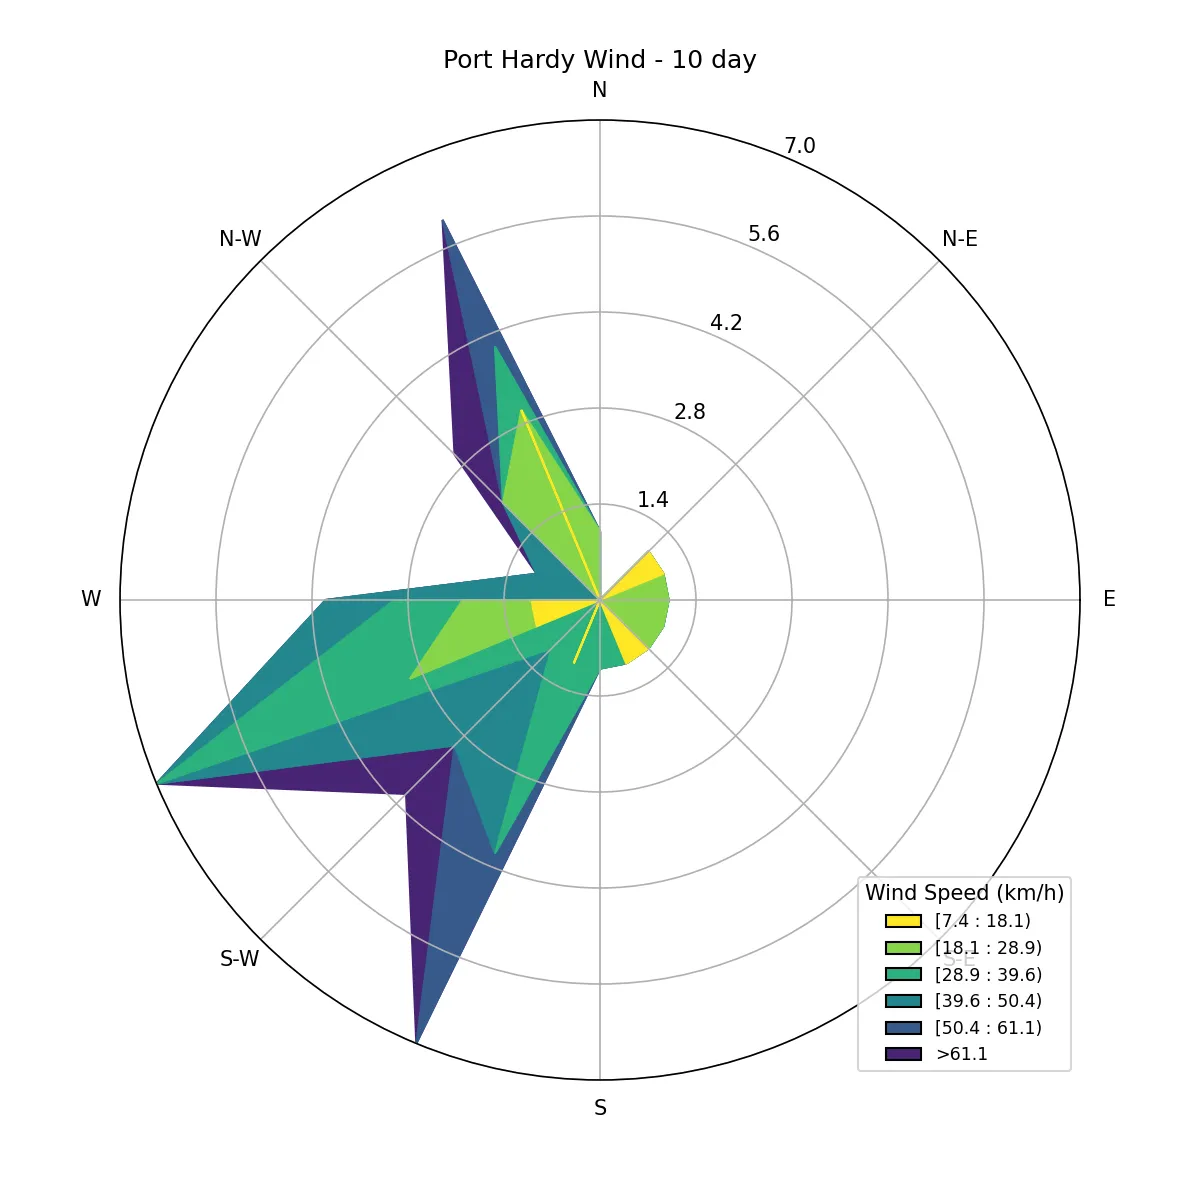 Port Hardy Wind - 10 day
N
7.0
5.6
N-W
N-E
4.2
2.8
1.4
W
E
S-W
S-E
Wind Speed (km/h)
[7.4 : 18.1)
[18.1 : 28.9)
[28.9 : 39.6)
[39.6 : 50.4)
[50.4 : 61.1)
>61.1
S